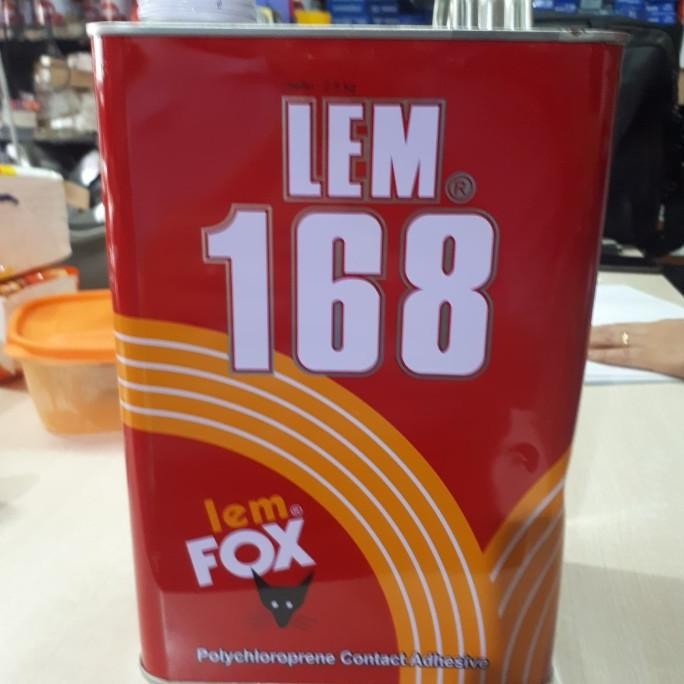 LEM®
168
lem®
FOX
Polychloroprene Contact Adhesive